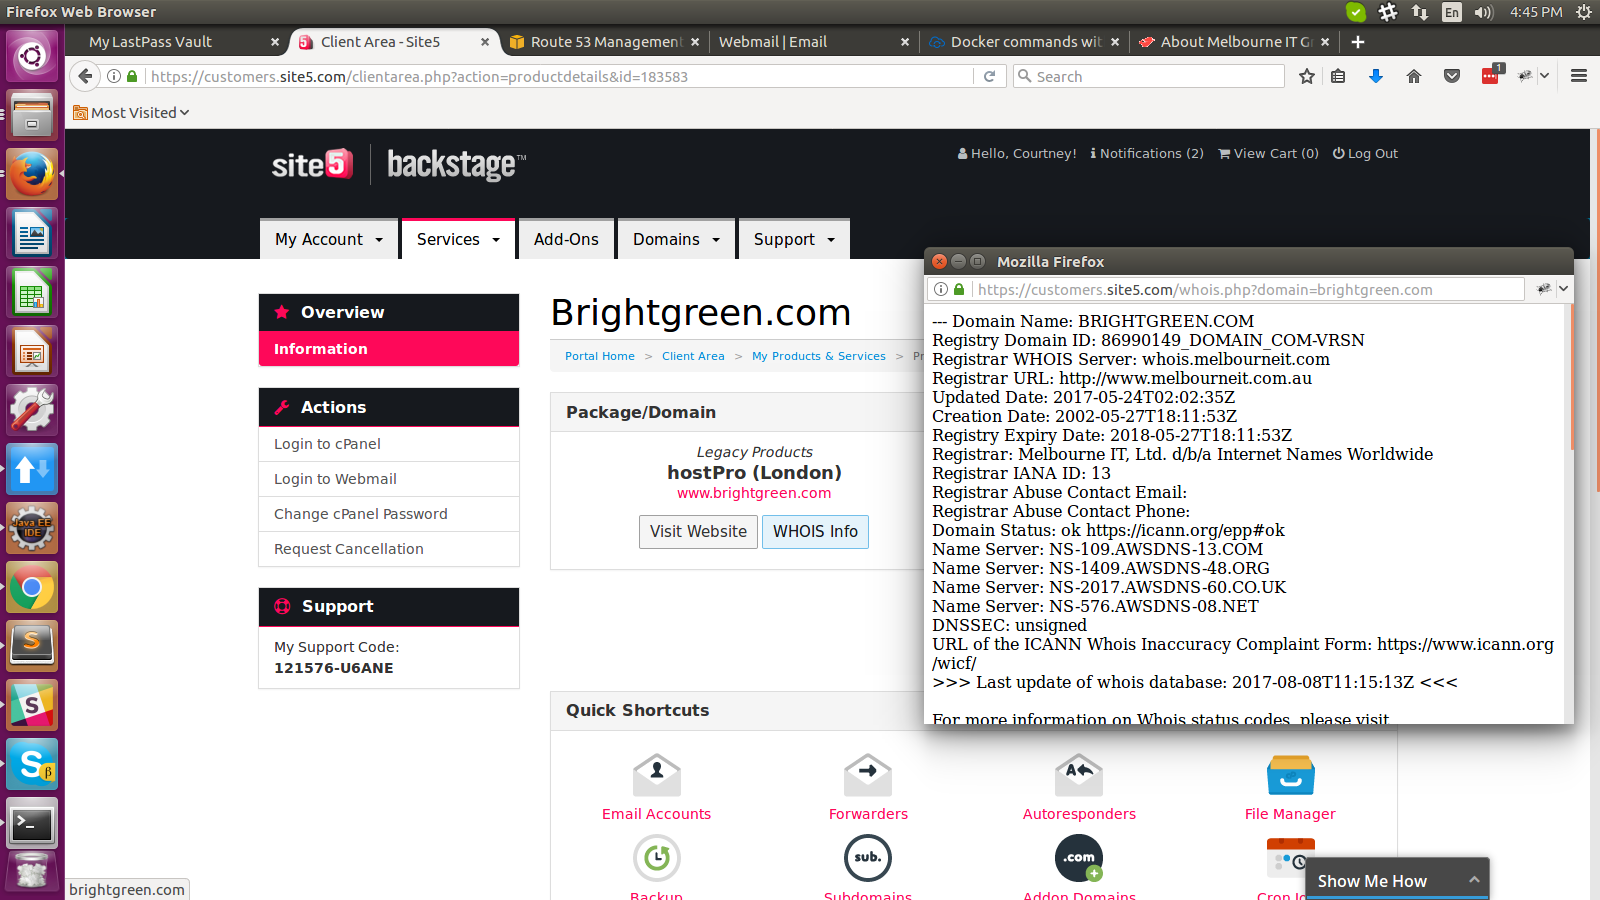 Firefox Web Browser
En
4:45 PM
My LastPass Vault
Client Area - Site5
Route 53 Management
Webmail | Email
Docker commands wit
About Melbourne IT G
https://customers.site5.com/clientarea.php?action=productdetails&id=183583
Search
1
Most Visited
site5 backstage™
Hello, Courtney!
Notifications (2)
View Cart (0)
Log Out
My Account
Services
Add-Ons
Domains
Support
Overview
Information
Actions
Login to cPanel
Login to Webmail
Change cPanel Password
Request Cancellation
Support
My Support Code:
121576-U6ANE
Brightgreen.com
Portal Home > Client Area > My Products & Services > Pr
Package/Domain
Legacy Products
hostPro (London)
www.brightgreen.com
Visit Website
WHOIS Info
Quick Shortcuts
Email Accounts
Forwarders
A
Autoresponders
File Manager
Backup
sub.
Subdomains
.com
Addon Domains
Cron Jo
Show Me How
Mozilla Firefox
https://customers.site5.com/whois.php?domain=brightgreen.com
--- Domain Name: BRIGHTGREEN.COM
Registry Domain ID: 86990149_DOMAIN_COM-VRSN
Registrar WHOIS Server: whois.melbourneit.com
Registrar URL: http://www.melbourneit.com.au
Updated Date: 2017-05-24T02:02:35Z
Creation Date: 2002-05-27T18:11:53Z
Registry Expiry Date: 2018-05-27T18:11:53Z
Registrar: Melbourne IT, Ltd. d/b/a Internet Names Worldwide
Registrar IANA ID: 13
Registrar Abuse Contact Email:
Registrar Abuse Contact Phone:
Domain Status: ok https://icann.org/epp#ok
Name Server: NS-109.AWSDNS-13.COM
Name Server: NS-1409.AWSDNS-48.ORG
Name Server: NS-2017.AWSDNS-60.CO.UK
Name Server: NS-576.AWSDNS-08.NET
DNSSEC: unsigned
URL of the ICANN Whois Inaccuracy Complaint Form: https://www.icann.org
/wicf/
>>> Last update of whois database: 2017-08-08T11:15:13Z <<<
For more information on Whois status codes, please visit
Java EE
IDE
brightgreen.com